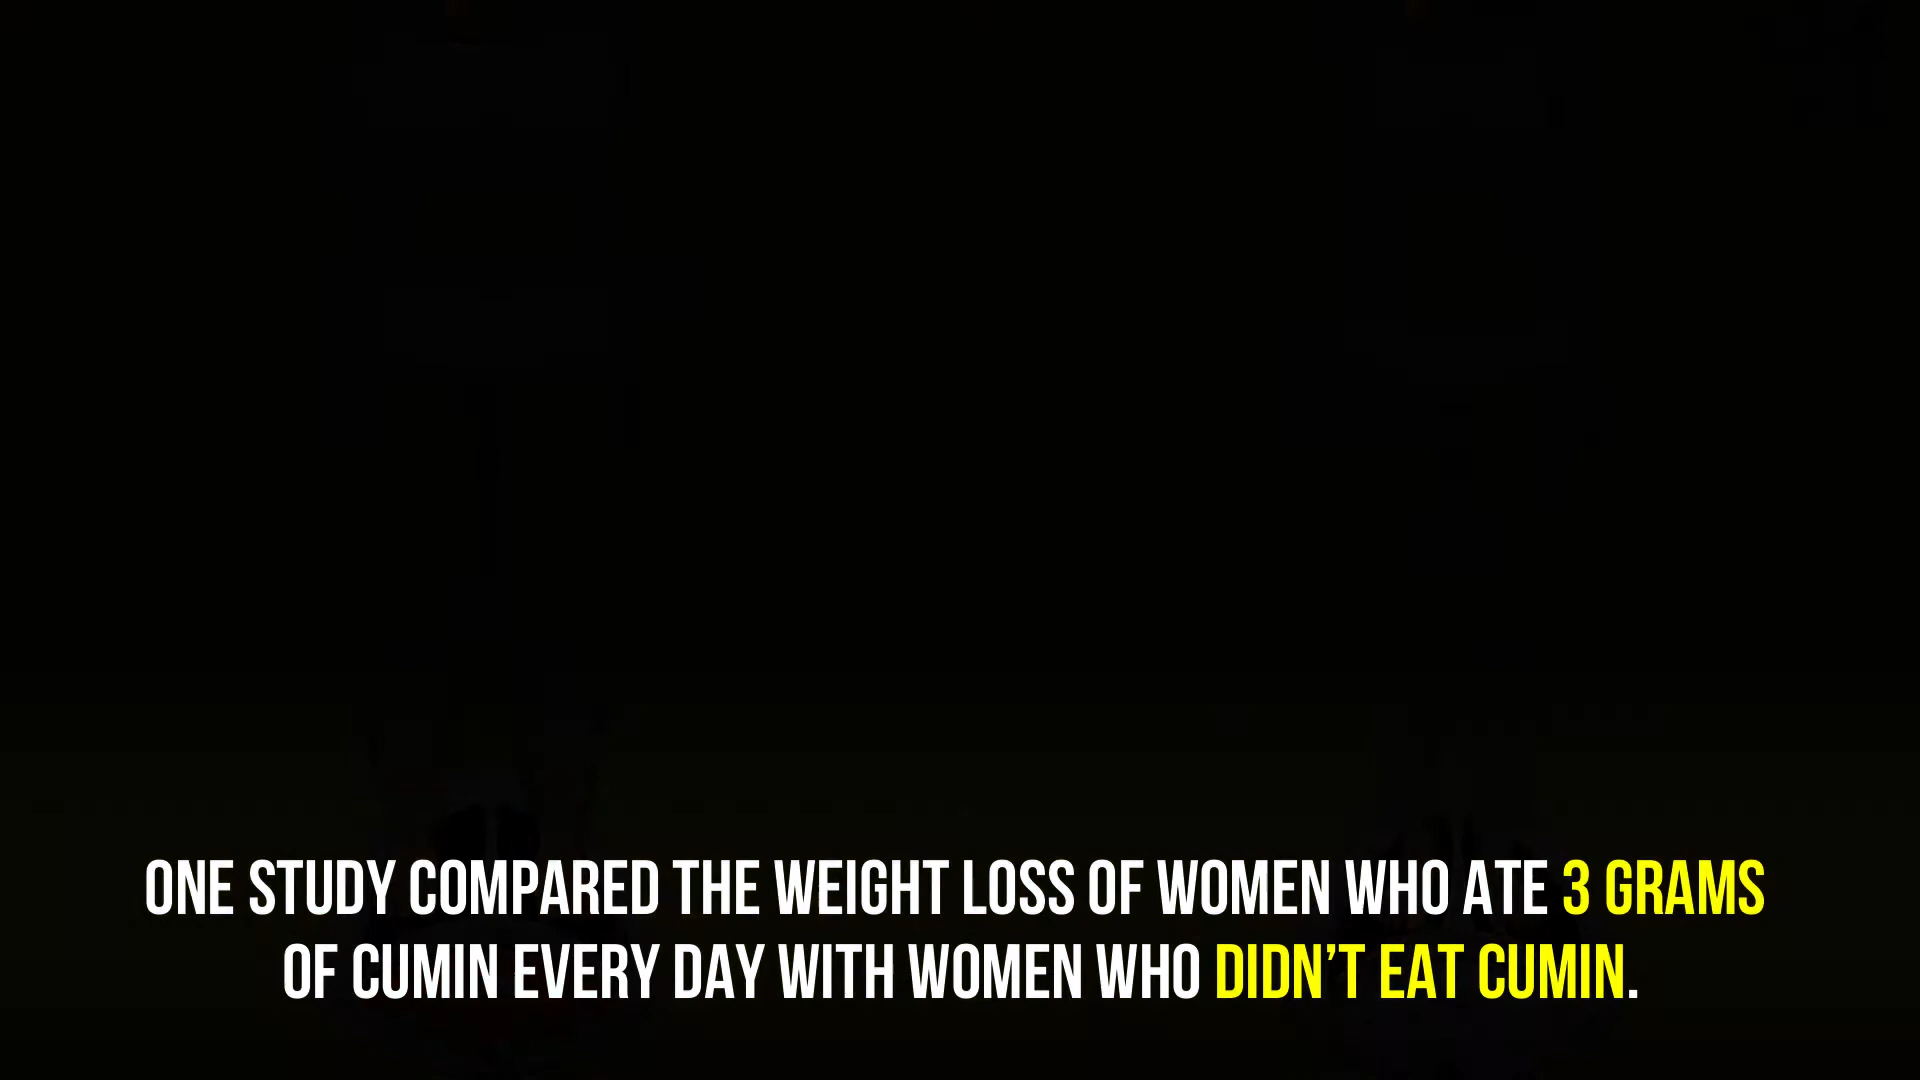 ONE STUDY COMPARED THE WEIGHT LOSS OF WOMEN WHO ATE 3 GRAMS
OF CUMIN EVERY DAY WITH WOMEN WHO DIDN'T EAT CUMIN.